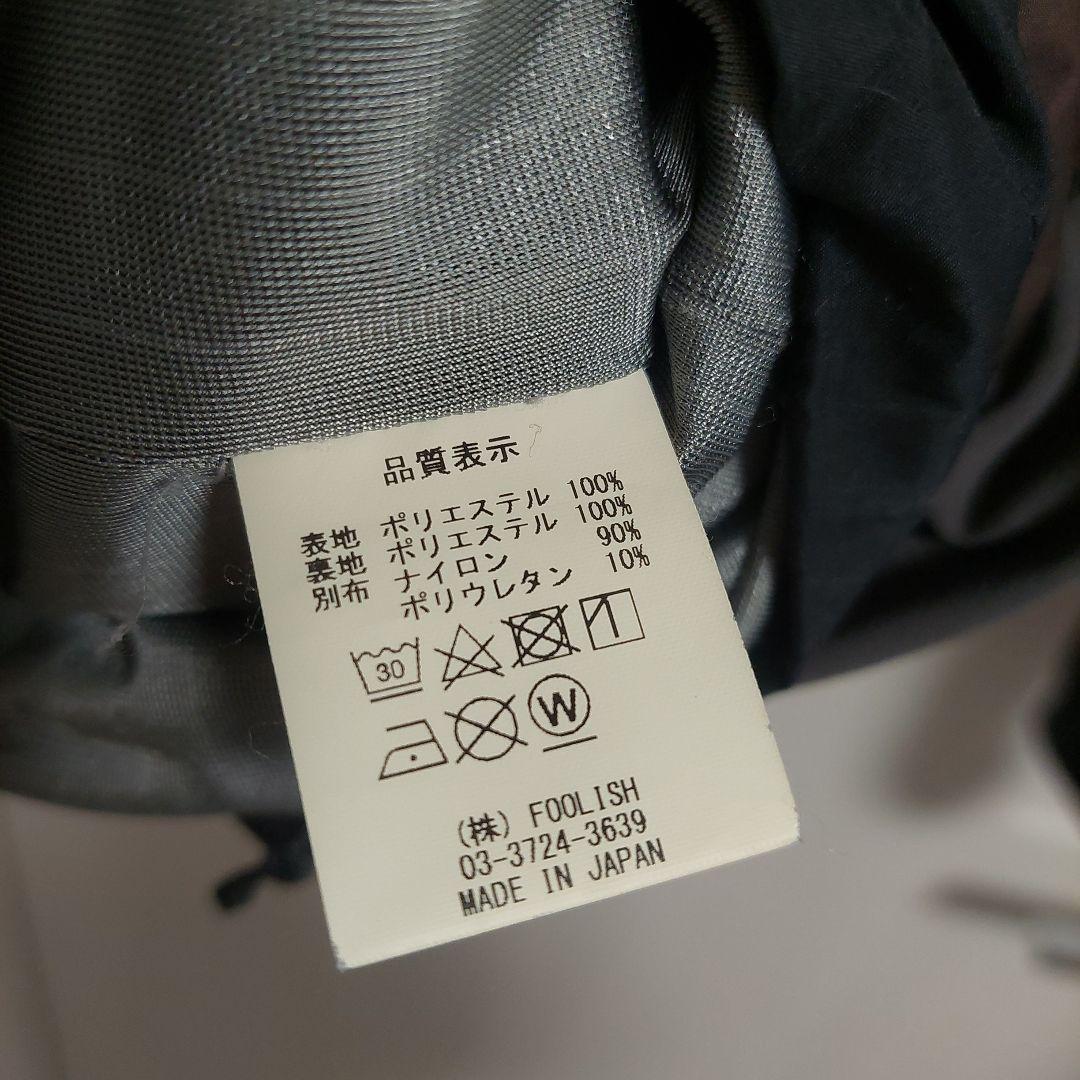 品質表示
表地 ポリエステル 100%
裏地 ポリエステル 100%
別布 ナイロン 90%
ポリウレタン 10%
30
W
(株) FOOLISH
03-3724-3639
MADE IN JAPAN